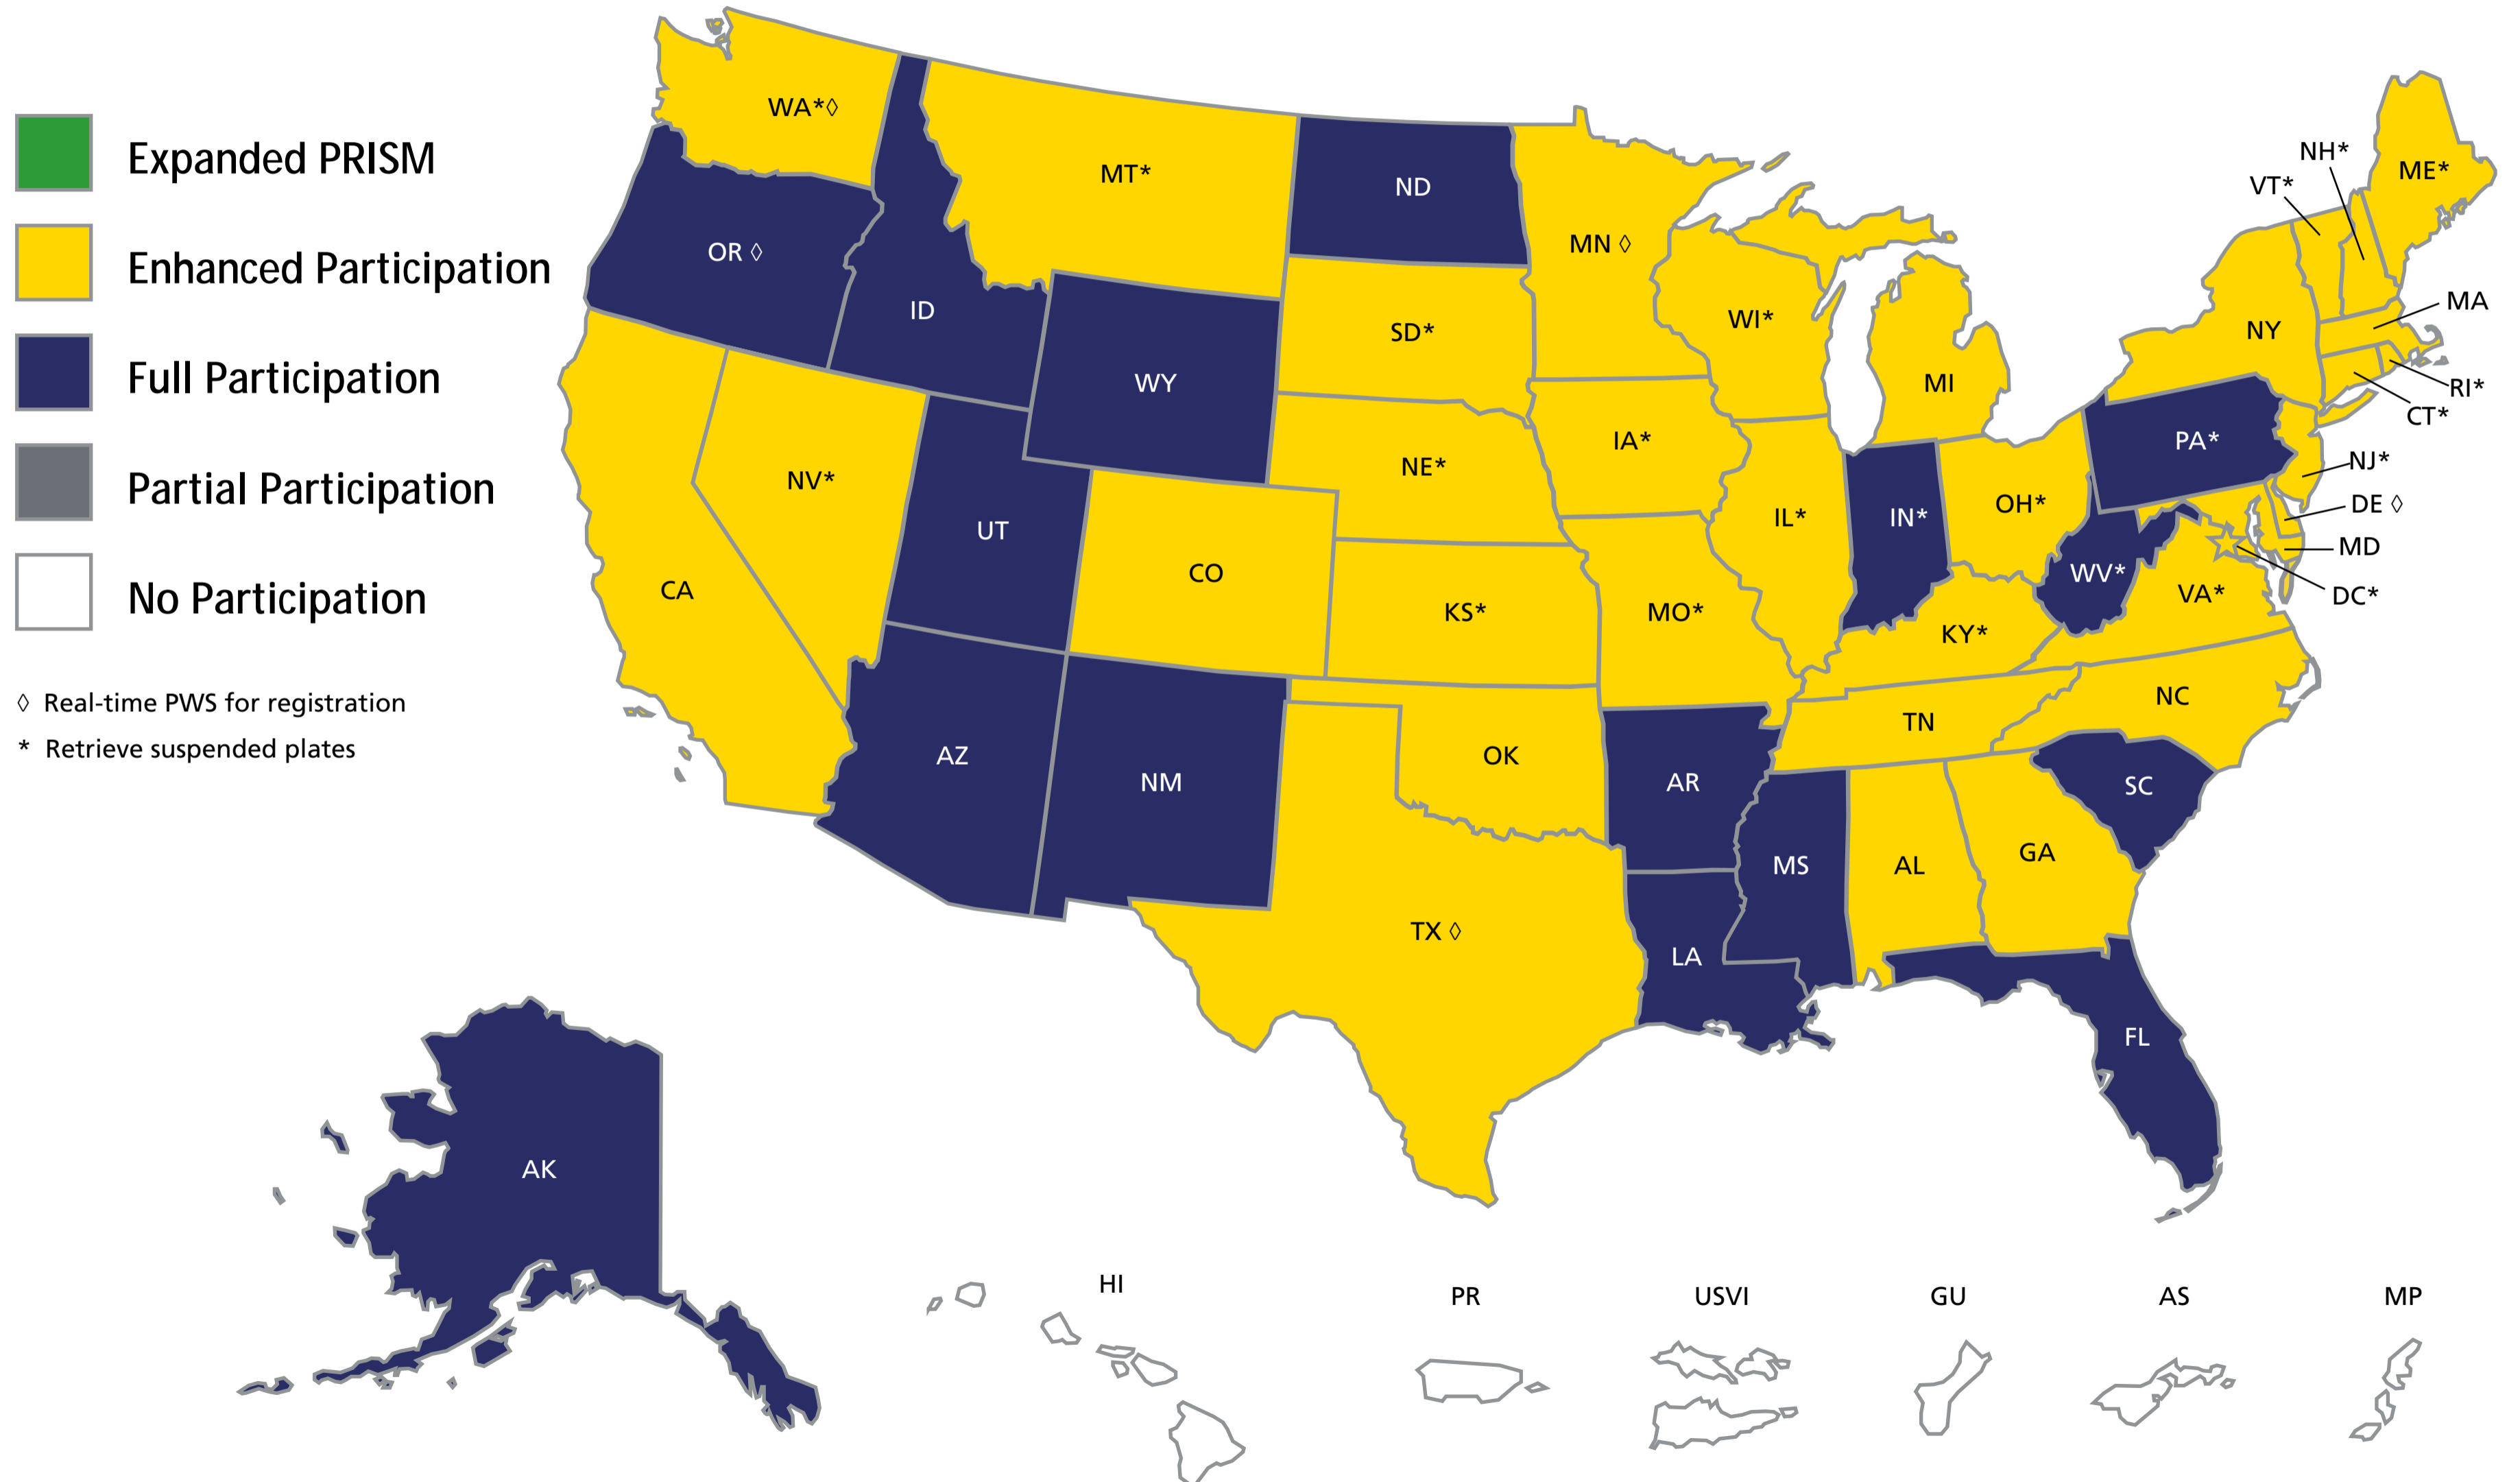 Expanded PRISM
Enhanced Participation
Full Participation
Partial Participation
No Participation
◊ Real-time PWS for registration
* Retrieve suspended plates
WA*◊
MT*
ND
MN ◊
OR ◊
ID
SD*
WI*
WY
MI
NY
NH*
VT*
ME*
MA
RI*
CT*
NV*
NE*
IA*
PA*
NJ*
IL*
IN*
OH*
DE ◊
UT
MD
CA
CO
KS*
MO*
WV*
VA*
DC*
KY*
NC
TN
AZ
NM
OK
AR
SC
MS
AL
GA
TX ◊
LA
FL
AK
HI
PR
USVI
GU
AS
MP